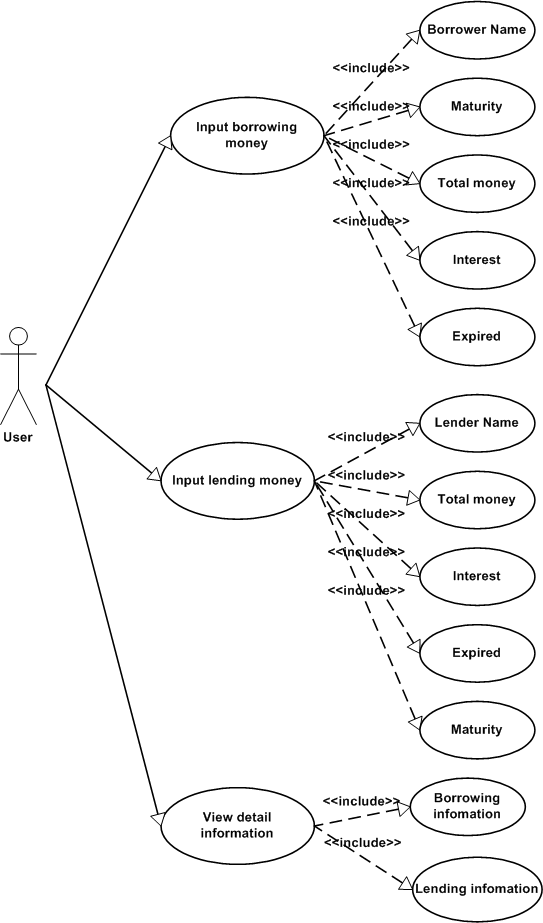 Borrower Name
<<include>>
Input borrowing
money
<<include>>
Maturity
<<include>>
Total money
<<include>>
<<include>>
Interest
Expired
User
Input lending money
<<include>>
Lender Name
<<include>>
Total money
<<include>>
<<include>>
Interest
<<include>>
Expired
Maturity
View detail
information
<<include>>
Borrowing
infomation
<<include>>
Lending infomation